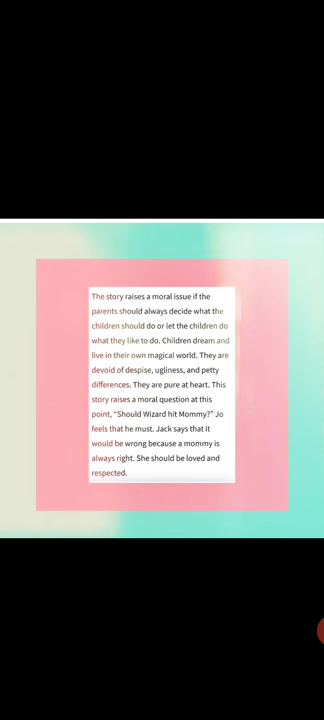 The story raises a moral issue if the
parents should always decide what the
children should do or let the children do
what they like to do. Children dream and
live in their own magical world. They are
devoid of despise, ugliness, and petty
differences. They are pure at heart. This
story raises a moral question at this
point, “Should Wizard hit Mommy?” Jo
feels that he must. Jack says that it
would be wrong because a mommy is
always right. She should be loved and
respected.